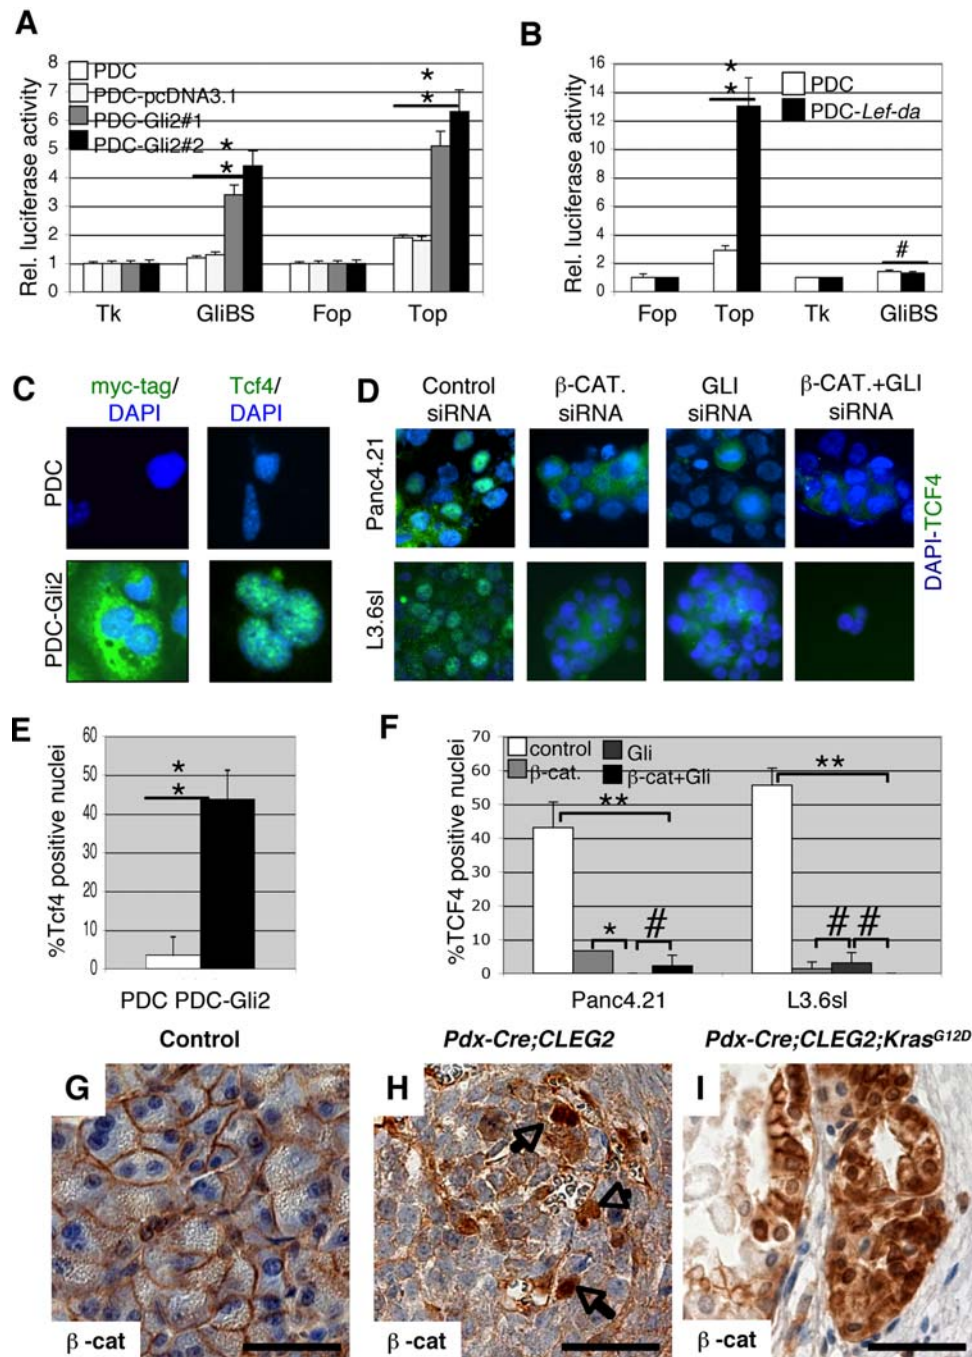 A
Rel. luciferase activity
8
7
6
5
4
3
2
1
0
PDC
PDC-pcDNA3.1
PDC-Gli2#1
PDC-Gli2#2
* *
* *
Tk GliBS Fop Top
B
Rel. luciferase activity
16
14
12
10
8
6
4
2
0
* *
PDC
PDC-Lef-da
#
Fop Top Tk GliBS
C
myc-tag/
DAPI
Tcf4/
DAPI
PDC
PDC-Gli2
D
Control
siRNA
β-CAT.
siRNA
GLI
siRNA
β-CAT.+GLI
siRNA
Panc4.21
L3.6sl
DAPI-TCF4
E
%Tcf4 positive nuclei
60
50
40
30
20
10
0
* *
PDC PDC-Gli2
F
%TCF4 positive nuclei
70
60
50
40
30
20
10
0
control
β-cat.
Gli
β-cat+Gli
**
**
*
#
# #
Panc4.21 L3.6sl
Control
Pdx-Cre;CLEG2
Pdx-Cre;CLEG2;KrasG12D
G
β -cat
H
β -cat
I
β -cat